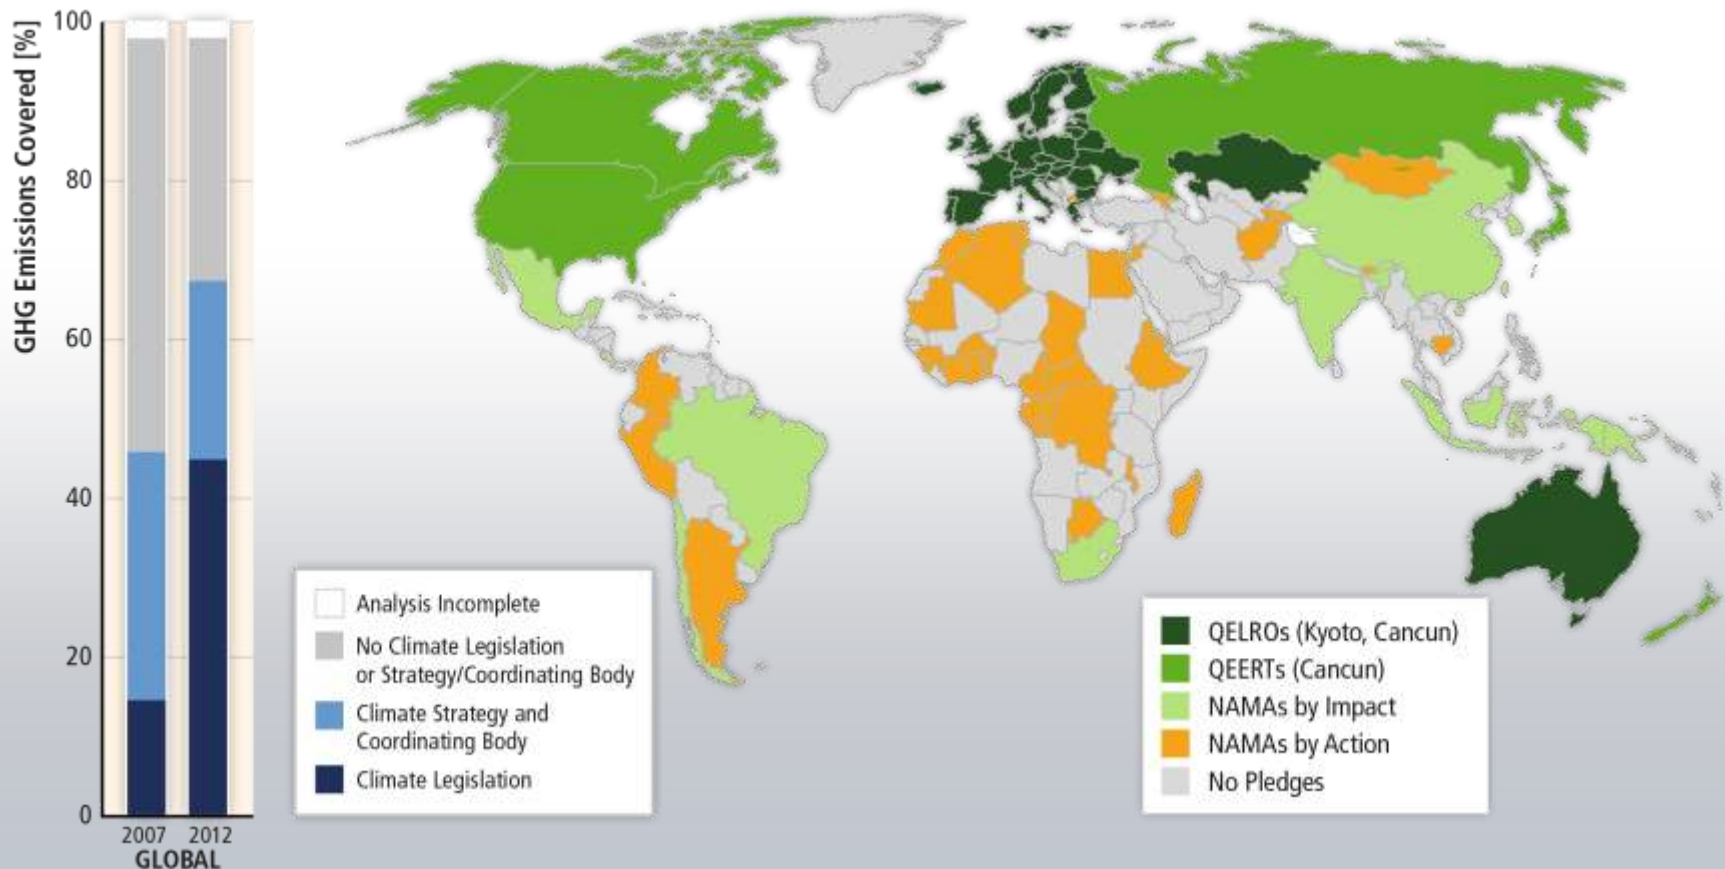 GHG Emissions Covered [%]
100
80
60
40
20
0
2007 2012
GLOBAL
Analysis Incomplete
No Climate Legislation
or Strategy/Coordinating Body
Climate Strategy and
Coordinating Body
Climate Legislation
QELROs (Kyoto, Cancun)
QEERTs (Cancun)
NAMAs by Impact
NAMAs by Action
No Pledges